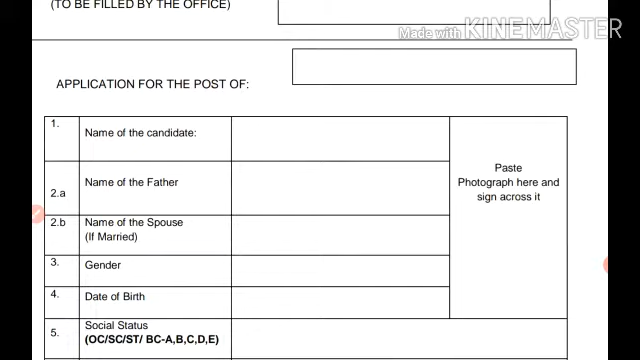 (TO BE FILLED BY THE OFFICE)
Made with KINEMASTER
APPLICATION FOR THE POST OF:
1.
Name of the candidate:
Paste
Photograph here and
sign across it
2.a
Name of the Father
2.b
Name of the Spouse
(If Married)
3.
Gender
4.
Date of Birth
5.
Social Status
(OC/SC/ST/ BC-A,B,C,D,E)